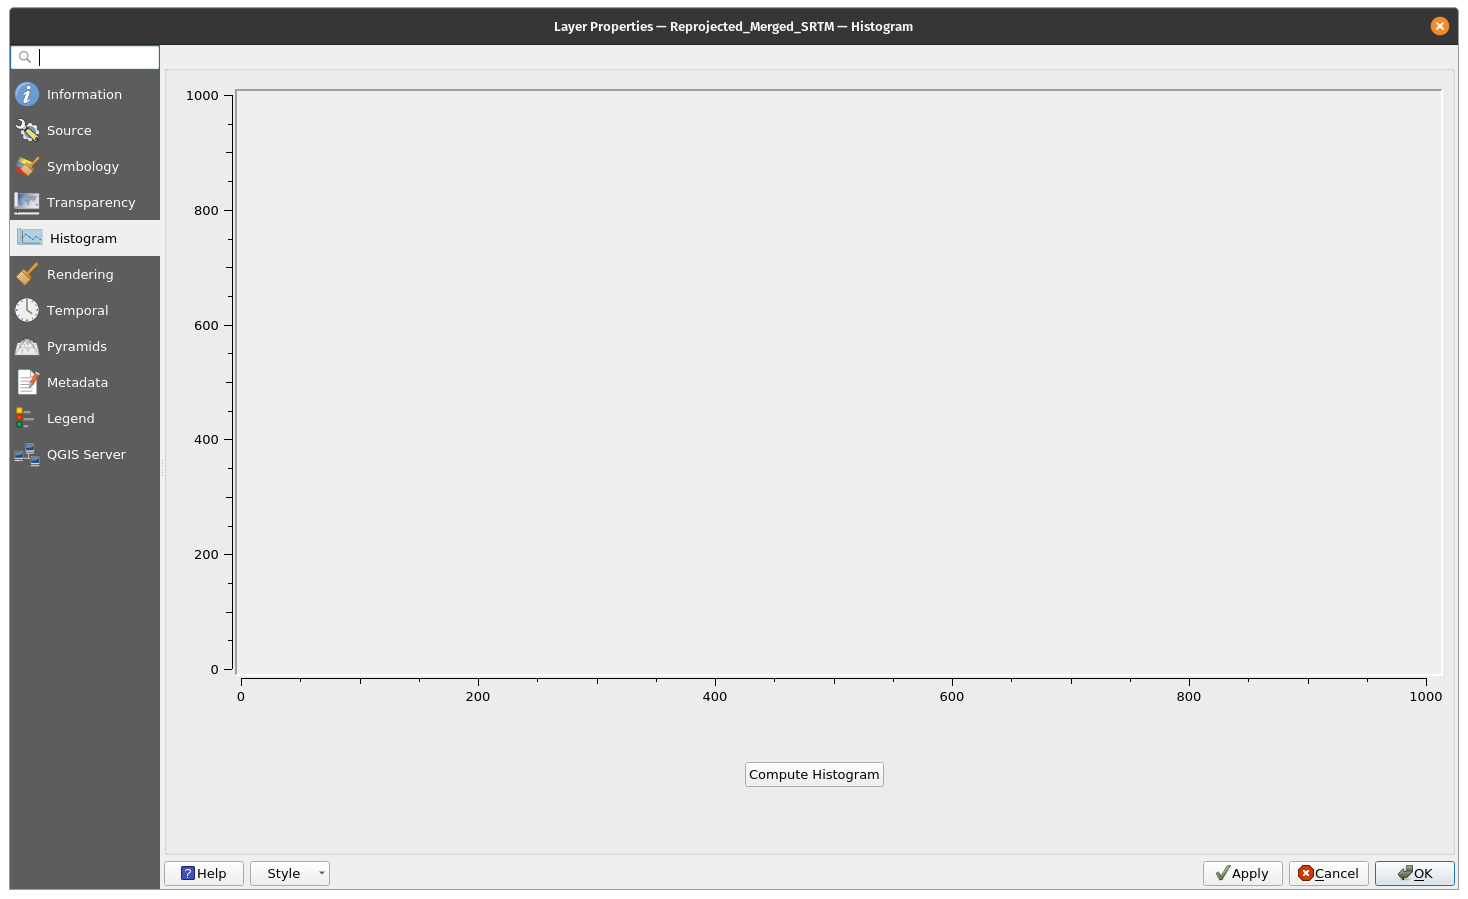 Layer Properties — Reprojected_Merged_SRTM — Histogram
Information
Source
Symbology
Transparency
Histogram
Rendering
Temporal
Pyramids
Metadata
Legend
QGIS Server
1000
800
600
400
200
0
0 200 400 600 800 1000
Compute Histogram
Help Style Apply Cancel OK